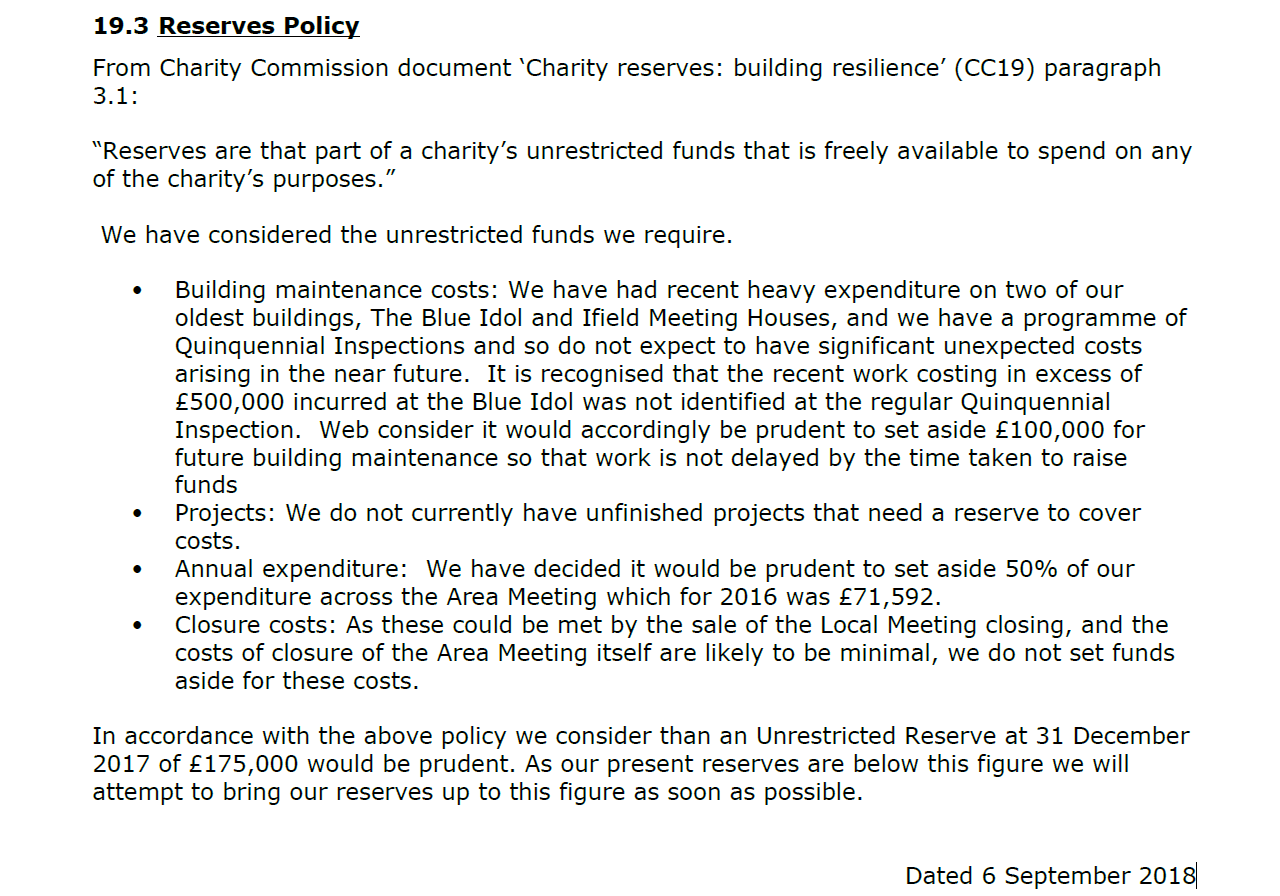 19.3 Reserves Policy
From Charity Commission document ‘Charity reserves: building resilience’ (CC19) paragraph
3.1:
“Reserves are that part of a charity’s unrestricted funds that is freely available to spend on any
of the charity’s purposes.”
We have considered the unrestricted funds we require.
• Building maintenance costs: We have had recent heavy expenditure on two of our
oldest buildings, The Blue Idol and Ifield Meeting Houses, and we have a programme of
Quinquennial Inspections and so do not expect to have significant unexpected costs
arising in the near future.  It is recognised that the recent work costing in excess of
£500,000 incurred at the Blue Idol was not identified at the regular Quinquennial
Inspection.  Web consider it would accordingly be prudent to set aside £100,000 for
future building maintenance so that work is not delayed by the time taken to raise
funds
• Projects: We do not currently have unfinished projects that need a reserve to cover
costs.
• Annual expenditure:  We have decided it would be prudent to set aside 50% of our
expenditure across the Area Meeting which for 2016 was £71,592.
• Closure costs: As these could be met by the sale of the Local Meeting closing, and the
costs of closure of the Area Meeting itself are likely to be minimal, we do not set funds
aside for these costs.
In accordance with the above policy we consider than an Unrestricted Reserve at 31 December
2017 of £175,000 would be prudent. As our present reserves are below this figure we will
attempt to bring our reserves up to this figure as soon as possible.
Dated 6 September 2018